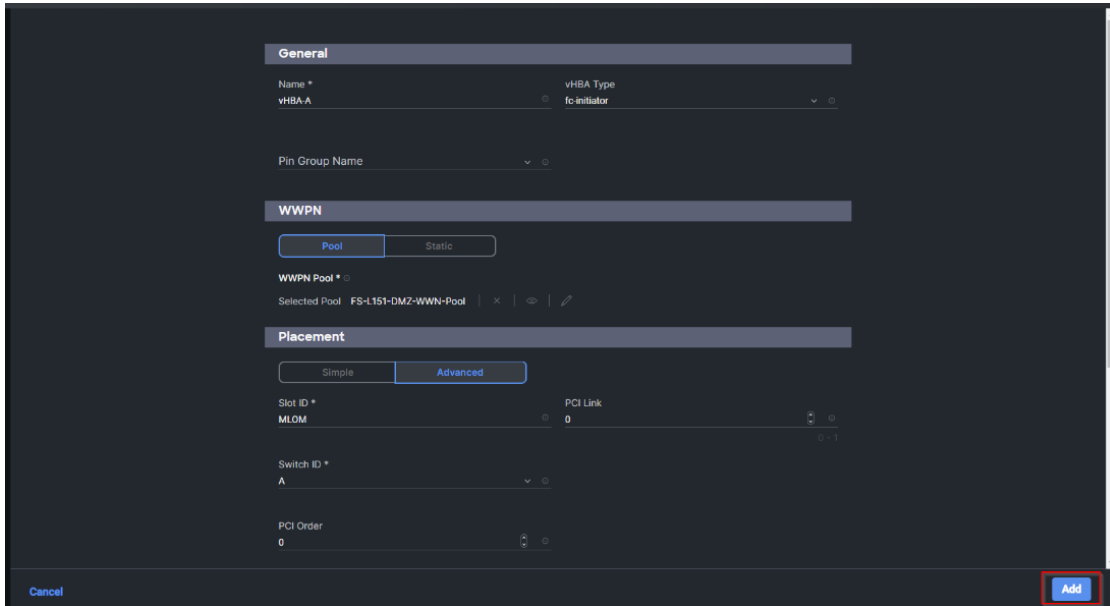 General
Name * vHBA Type
vHBA-A fc-initiator
Pin Group Name
WWPN
Pool Static
WWPN Pool *
Selected Pool FS-L151-DMZ-WWN-Pool
Placement
Simple Advanced
Slot ID * PCI Link
MLOM 0
0 - 1
Switch ID *
A
PCI Order
0
Cancel Add